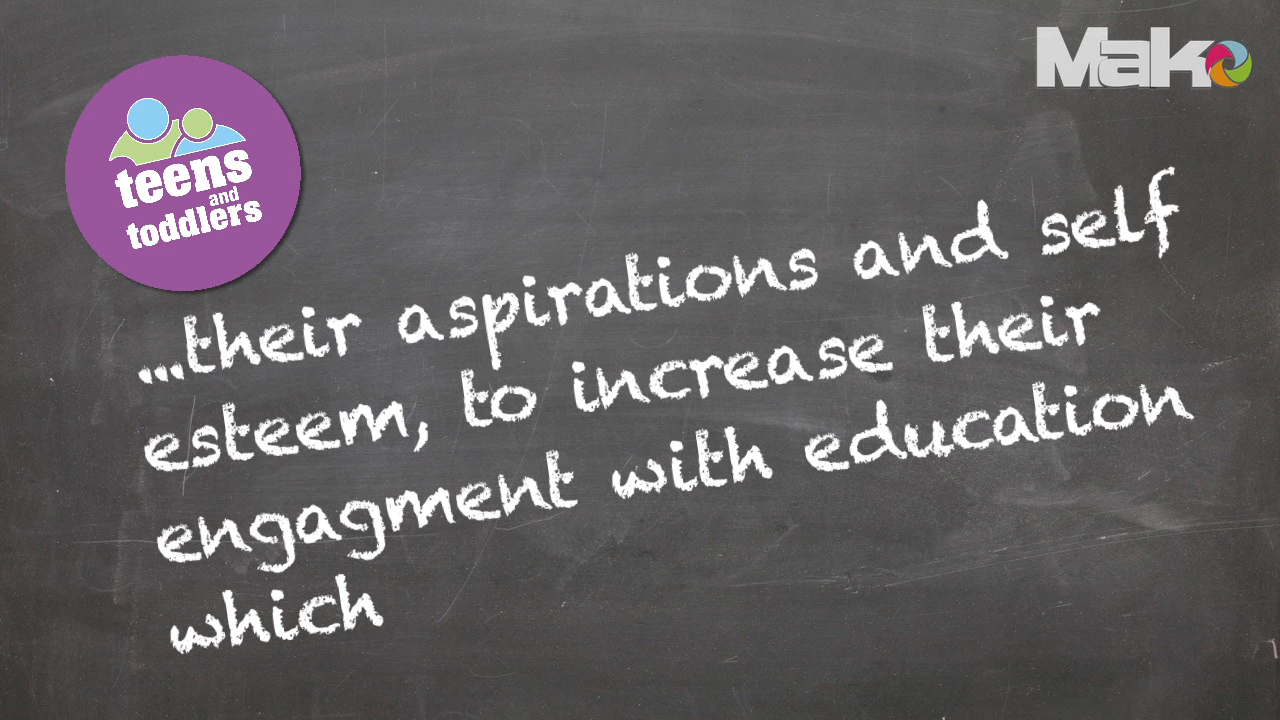 Mako
teens
and
toddlers
...their aspirations and self
esteem, to increase their
engagment with education
which